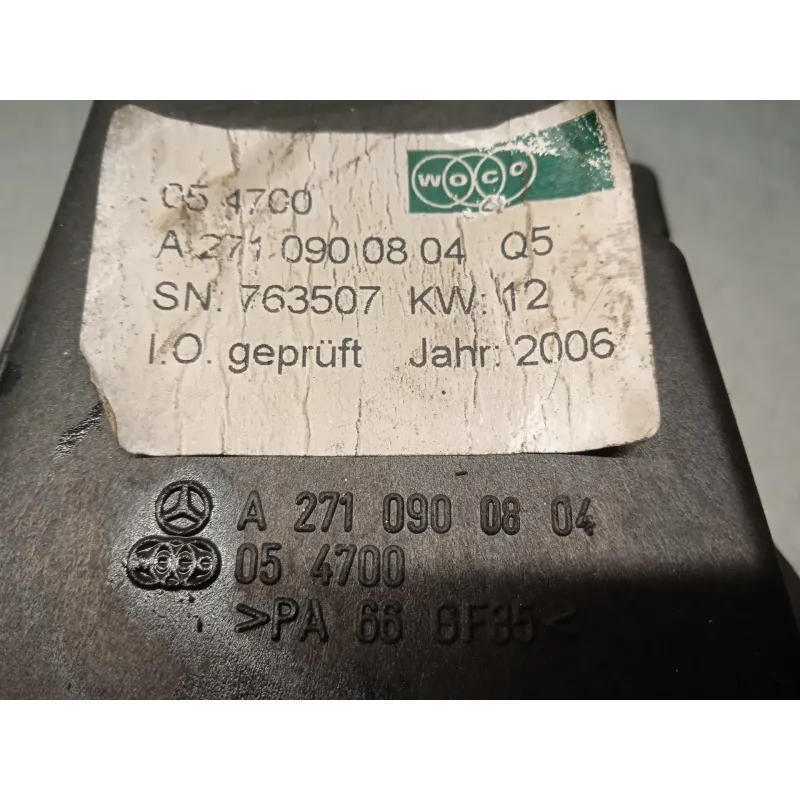 woco
05 4700
A 271 090 08 04 Q5
SN. 763507 KW: 12
I.O. geprüft Jahr: 2006
A 271 090 08 04
05 4700
>PA 66 GF35<